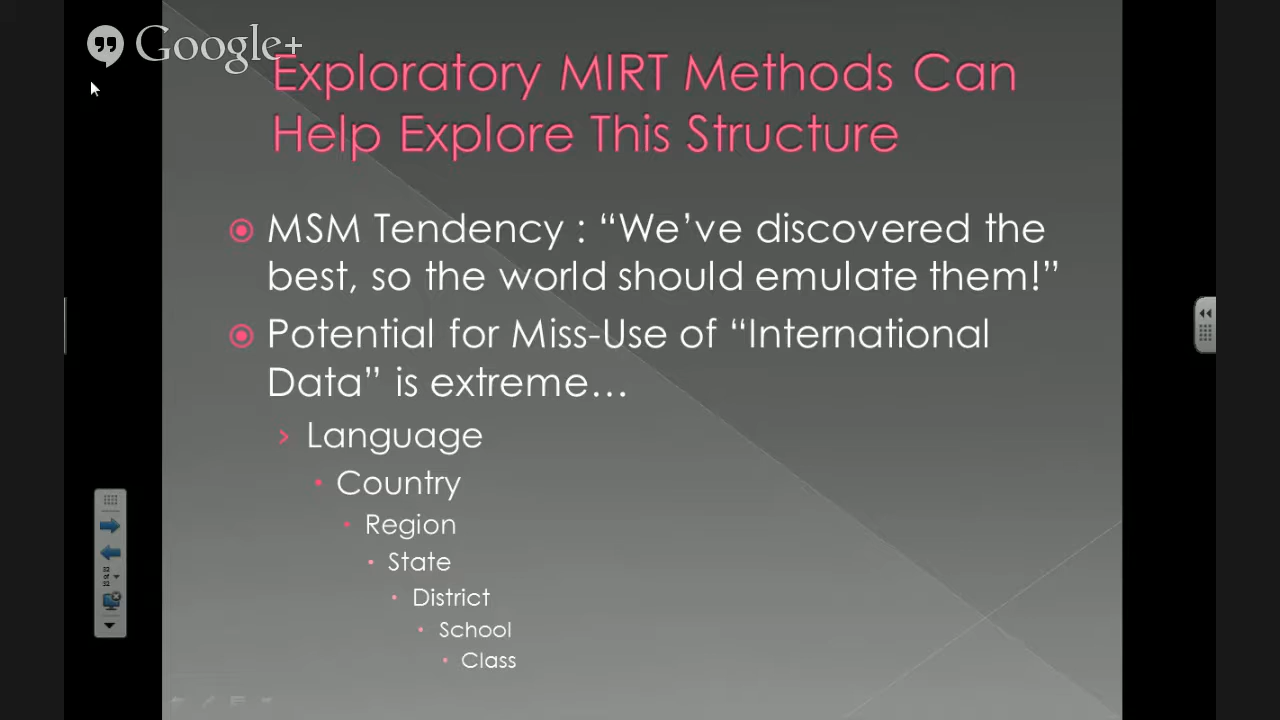 Google+
Exploratory MIRT Methods Can
Help Explore This Structure
MSM Tendency : “We’ve discovered the
best, so the world should emulate them!”
Potential for Miss-Use of “International
Data” is extreme…
Language
Country
Region
State
District
School
Class